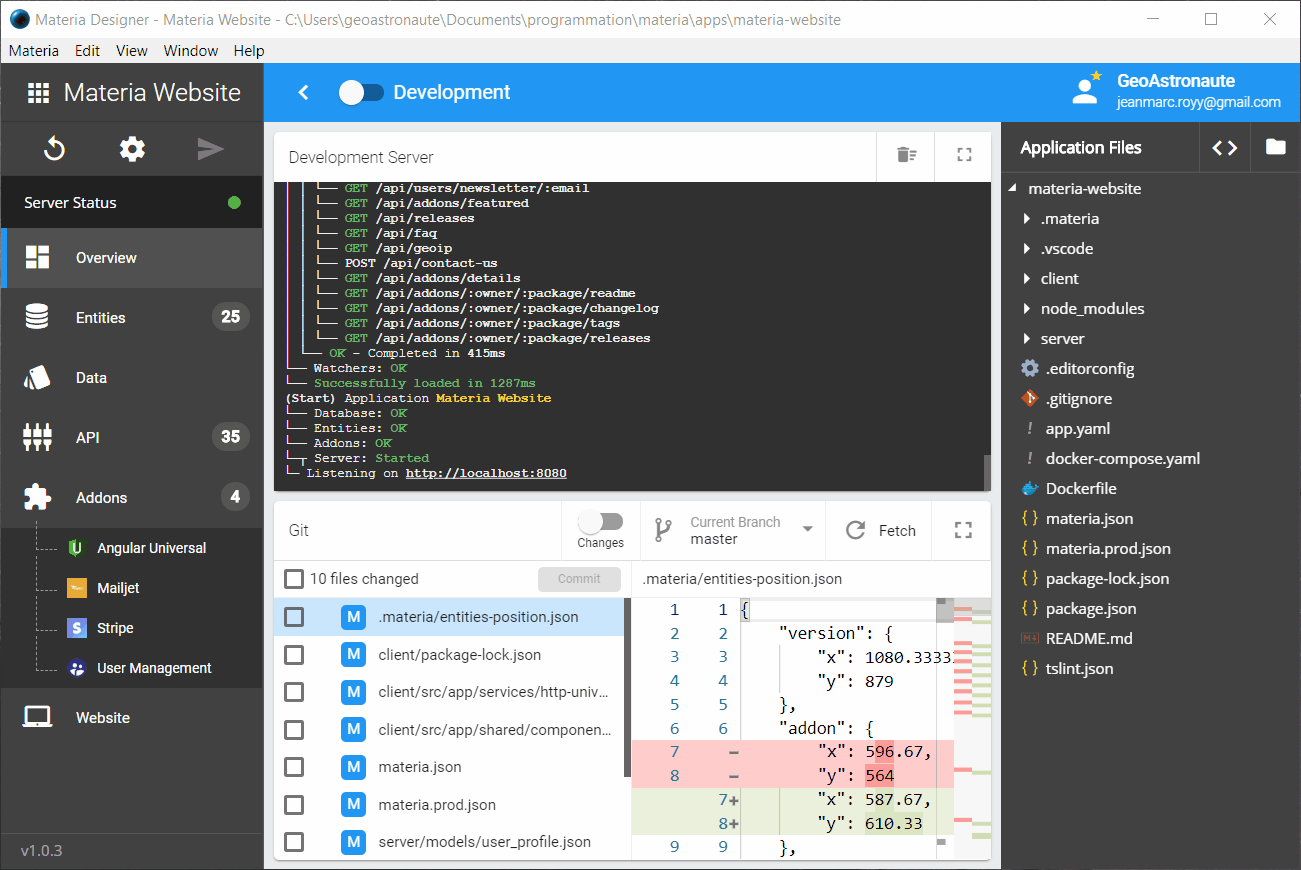 Materia Designer - Materia Website - C:\Users\geoastronaute\Documents\programmation\materia\apps\materia-website
Materia Edit View Window Help
Materia Website
Server Status
Overview
Entities 25
Data
API 35
Addons 4
Angular Universal
Mailjet
Stripe
User Management
Website
v1.0.3
Development
GeoAstronaute
jeanmarc.royy@gmail.com
Development Server
GET /api/users/newsletter/:email
GET /api/addons/featured
GET /api/releases
GET /api/faq
GET /api/geoip
POST /api/contact-us
GET /api/addons/details
GET /api/addons/:owner/:package/readme
GET /api/addons/:owner/:package/changelog
GET /api/addons/:owner/:package/tags
GET /api/addons/:owner/:package/releases
OK - Completed in 415ms
Watchers: OK
Successfully loaded in 1287ms
(Start) Application Materia Website
Database: OK
Entities: OK
Addons: OK
Server: Started
Listening on http://localhost:8080
Git
Changes
Current Branch
master
Fetch
10 files changed
Commit
M .materia/entities-position.json
M client/package-lock.json
M client/src/app/services/http-univ...
M client/src/app/shared/componen...
M materia.json
M materia.prod.json
M server/models/user_profile.json
.materia/entities-position.json
1 1 {
2 2 "version": {
3 3 "x": 1080.3333
4 4 "y": 879
5 5 },
6 6 "addon": {
7 − "x": 596.67,
8 − "y": 564
7+ "x": 587.67,
8+ "y": 610.33
9 9 },
Application Files
materia-website
.materia
.vscode
client
node_modules
server
.editorconfig
.gitignore
! app.yaml
! docker-compose.yaml
Dockerfile
{ } materia.json
{ } materia.prod.json
{ } package-lock.json
{ } package.json
README.md
{ } tslint.json